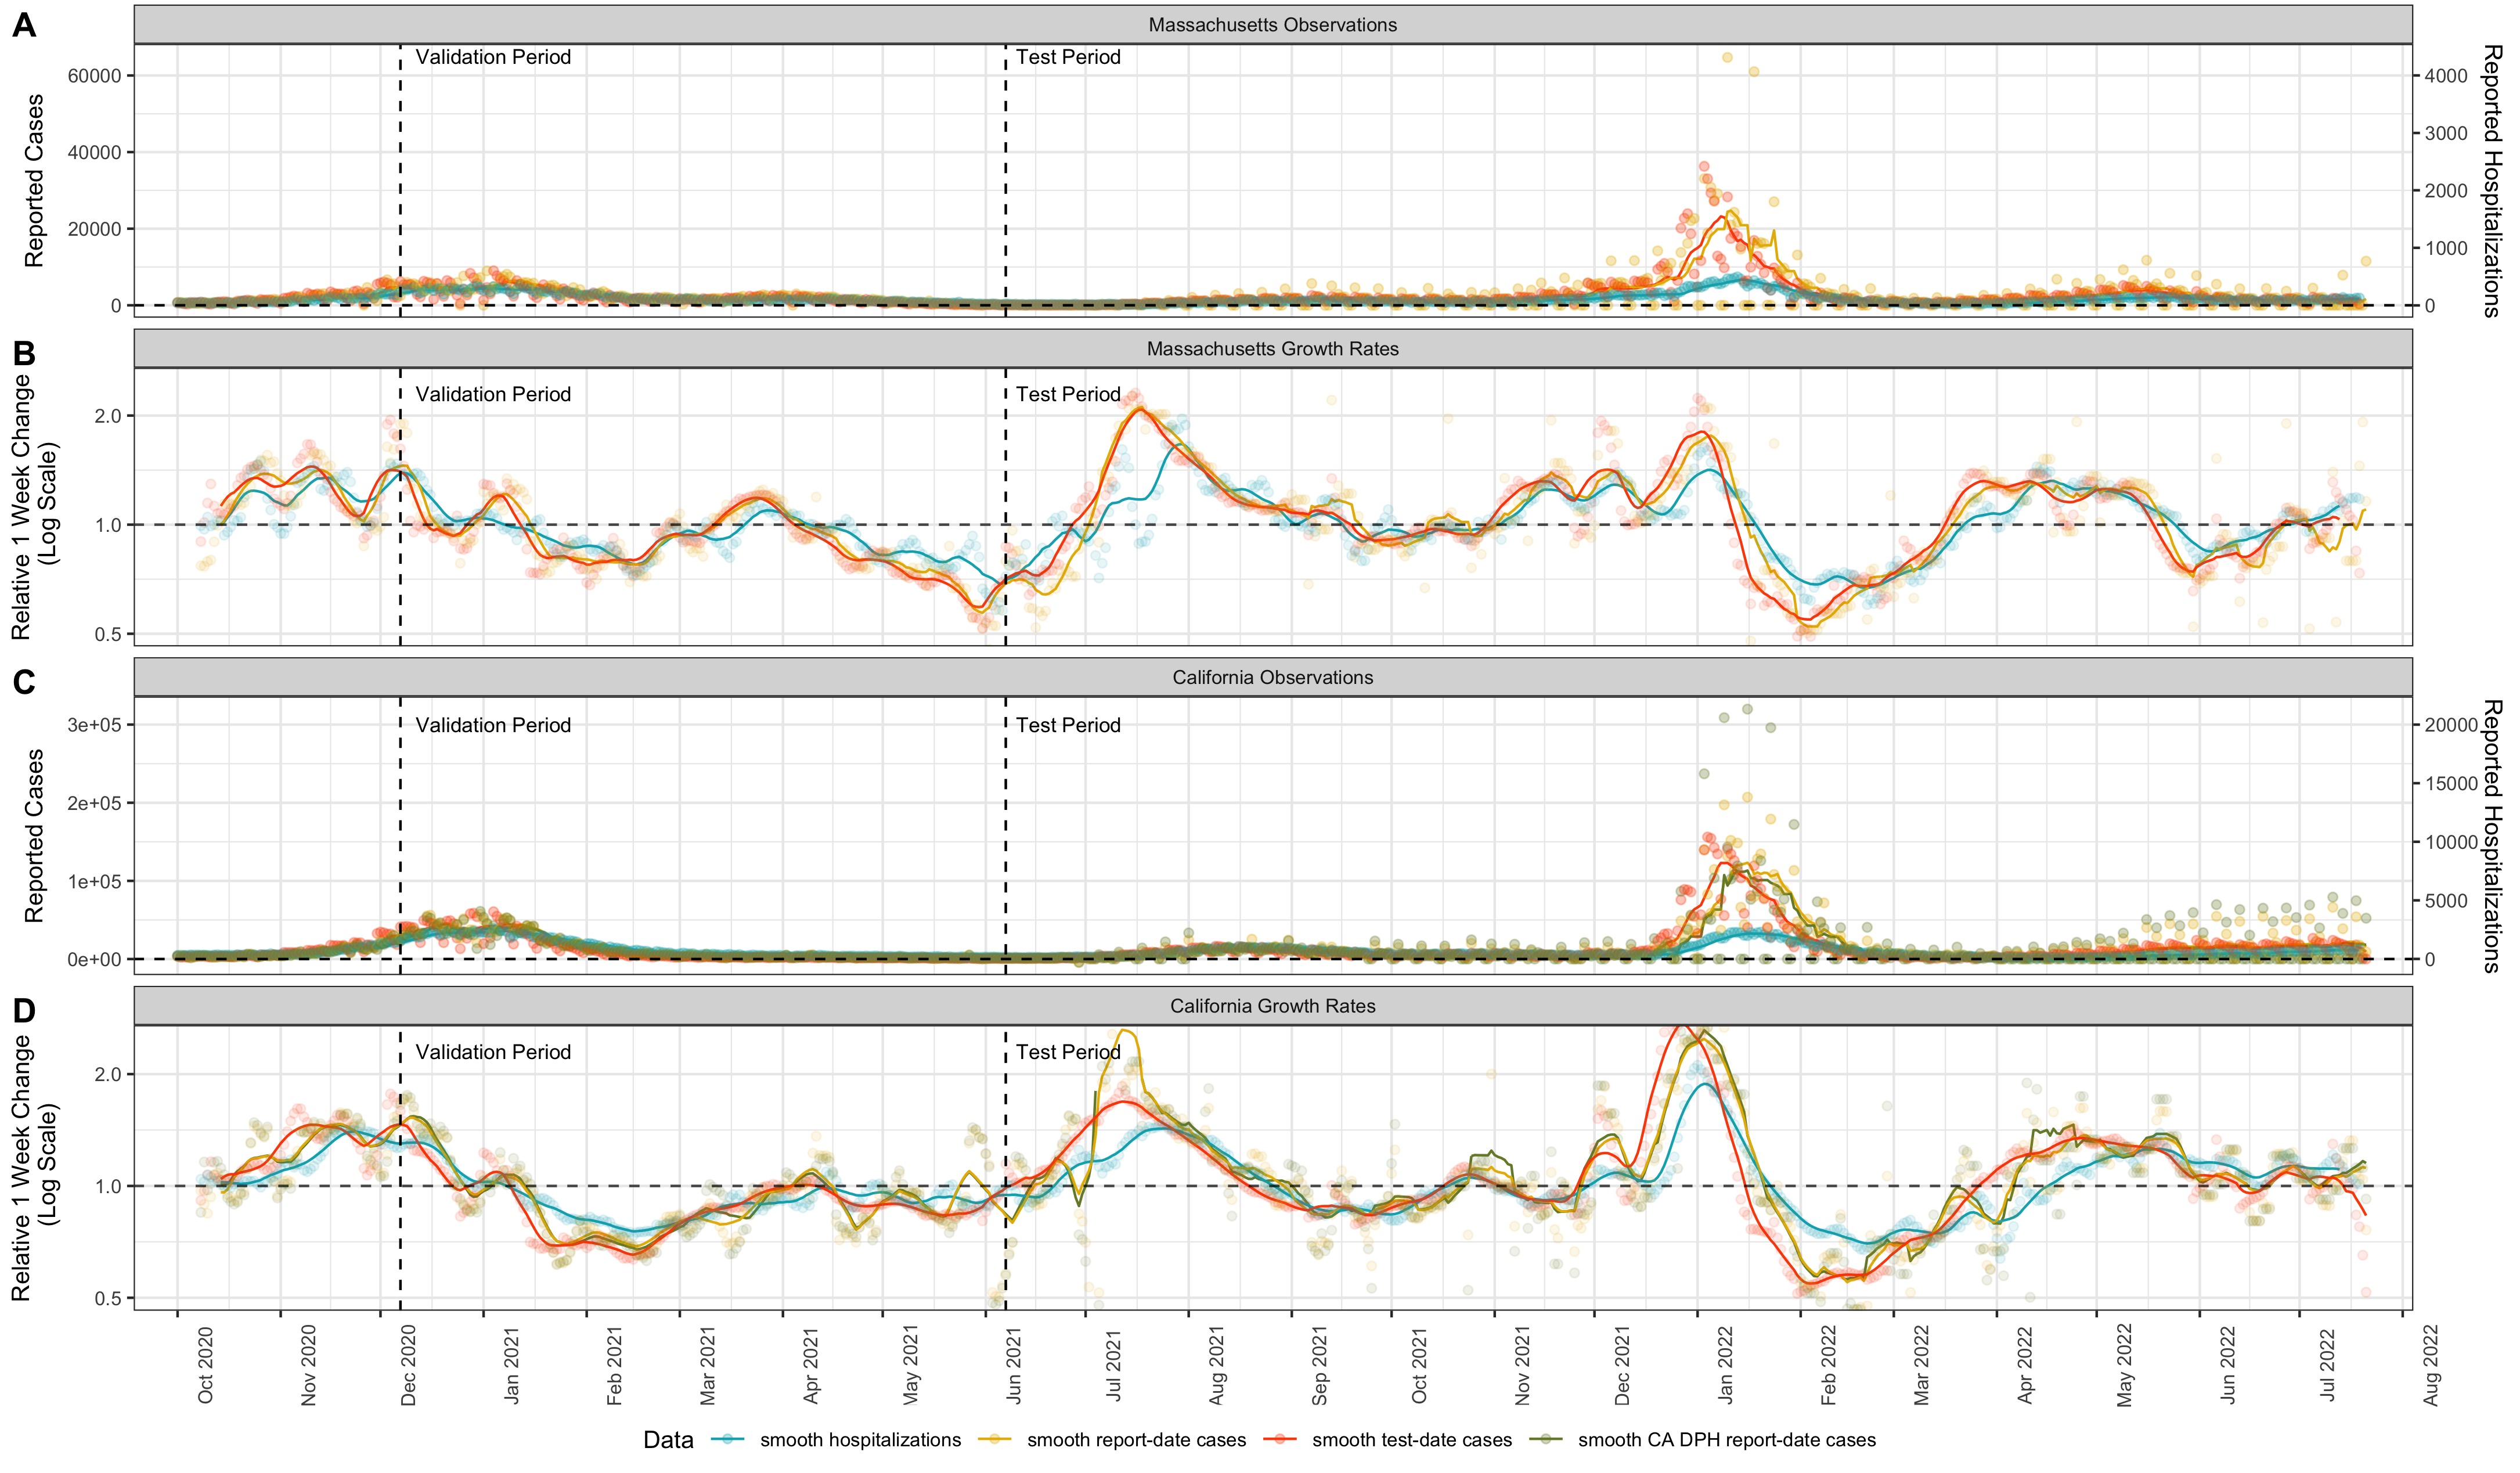 A
Massachusetts Observations
Reported Cases
60000
40000
20000
0
Validation Period
Test Period
4000
3000
2000
1000
0
Reported Hospitalizations
B
Massachusetts Growth Rates
Relative 1 Week Change
(Log Scale)
2.0
1.0
0.5
Validation Period
Test Period
C
California Observations
Reported Cases
3e+05
2e+05
1e+05
0e+00
Validation Period
Test Period
20000
15000
10000
5000
0
Reported Hospitalizations
D
California Growth Rates
Relative 1 Week Change
(Log Scale)
2.0
1.0
0.5
Validation Period
Test Period
Oct 2020
Nov 2020
Dec 2020
Jan 2021
Feb 2021
Mar 2021
Apr 2021
May 2021
Jun 2021
Jul 2021
Aug 2021
Sep 2021
Oct 2021
Nov 2021
Dec 2021
Jan 2022
Feb 2022
Mar 2022
Apr 2022
May 2022
Jun 2022
Jul 2022
Aug 2022
Data smooth hospitalizations smooth report-date cases smooth test-date cases smooth CA DPH report-date cases